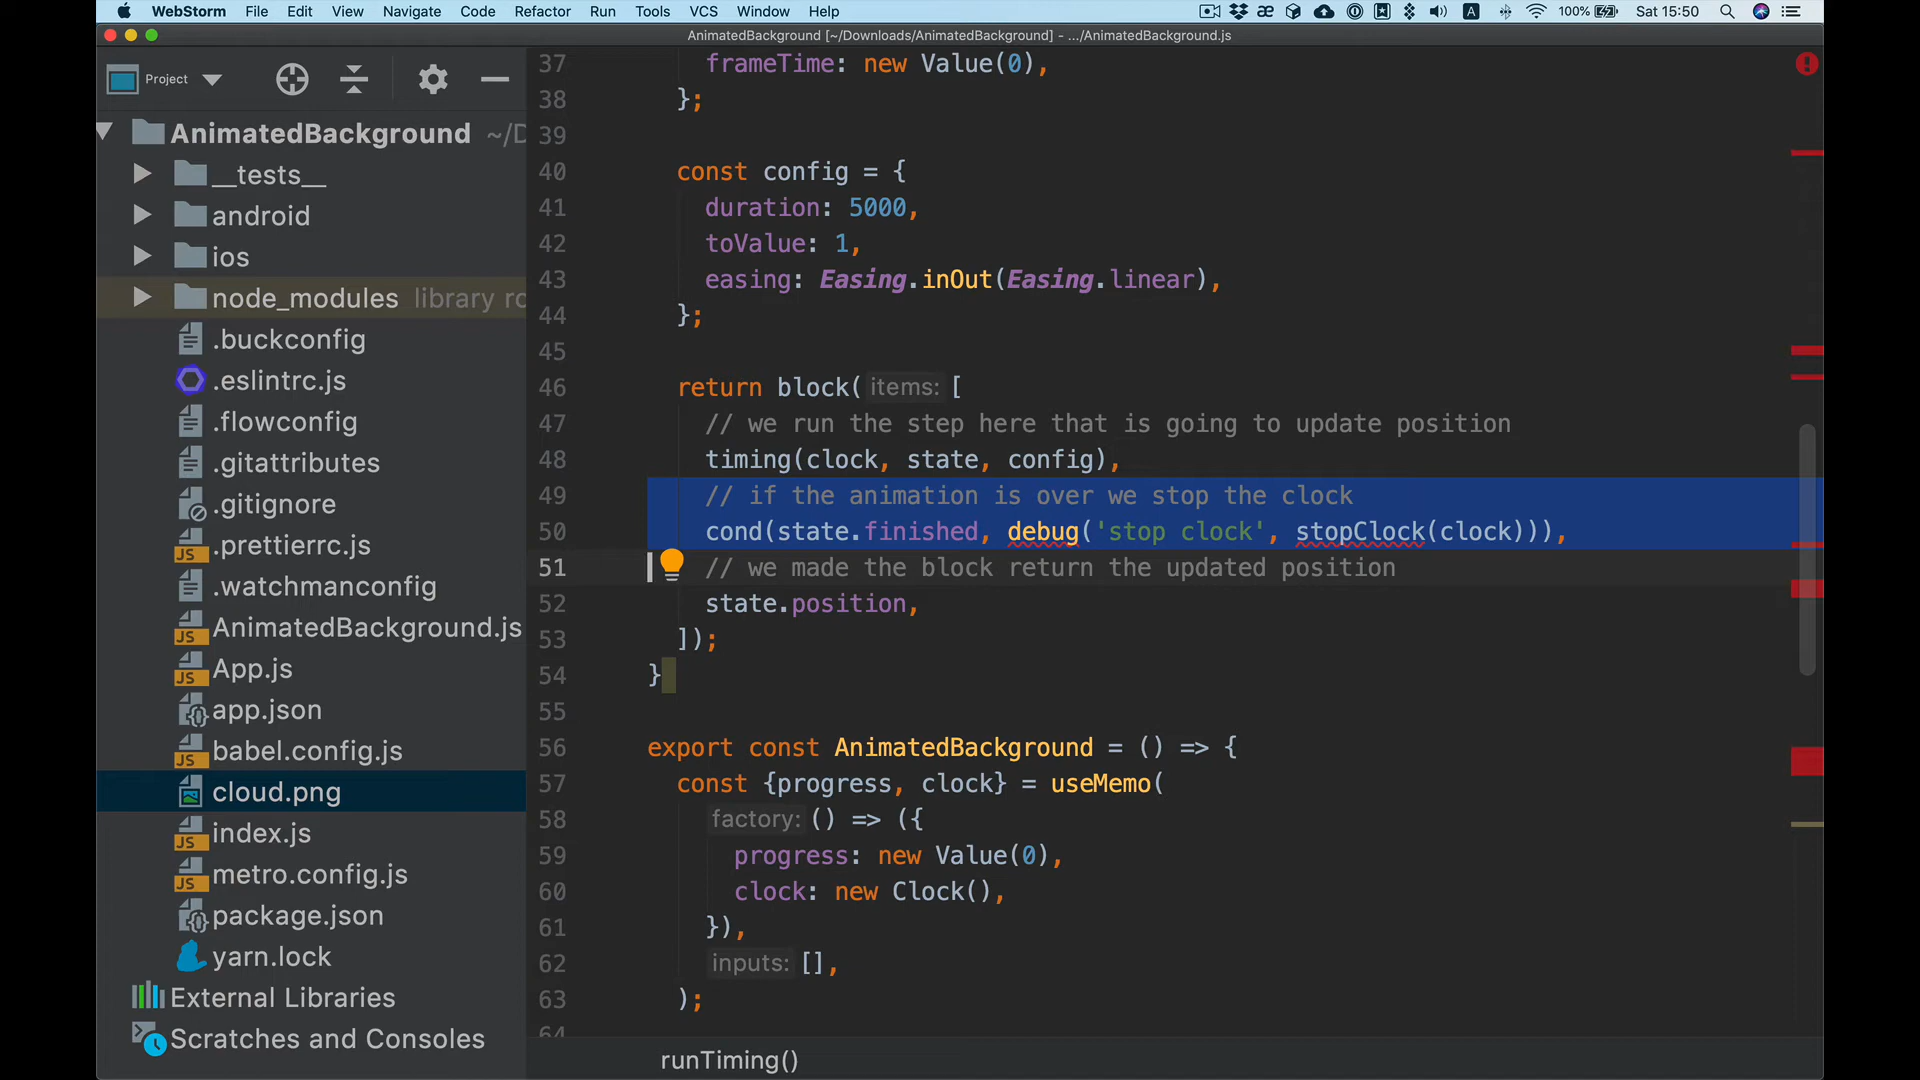 WebStorm File Edit View Navigate Code Refactor Run Tools VCS Window Help 100% Sat 15:50
AnimatedBackground [~/Downloads/AnimatedBackground] - .../AnimatedBackground.js
Project
AnimatedBackground ~/D
__tests__
android
ios
node_modules library ro
.buckconfig
.eslintrc.js
.flowconfig
.gitattributes
.gitignore
.prettierrc.js
.watchmanconfig
AnimatedBackground.js
App.js
app.json
babel.config.js
cloud.png
index.js
metro.config.js
package.json
yarn.lock
External Libraries
Scratches and Consoles
37 frameTime: new Value(0),
38 };
39
40 const config = {
41 duration: 5000,
42 toValue: 1,
43 easing: Easing.inOut(Easing.linear),
44 };
45
46 return block( items: [
47 // we run the step here that is going to update position
48 timing(clock, state, config),
49 // if the animation is over we stop the clock
50 cond(state.finished, debug('stop clock', stopClock(clock))),
51 // we made the block return the updated position
52 state.position,
53 ]);
54 }
55
56 export const AnimatedBackground = () => {
57 const {progress, clock} = useMemo(
58 factory: () => ({
59 progress: new Value(0),
60 clock: new Clock(),
61 }),
62 inputs: [],
63 );
64
runTiming()